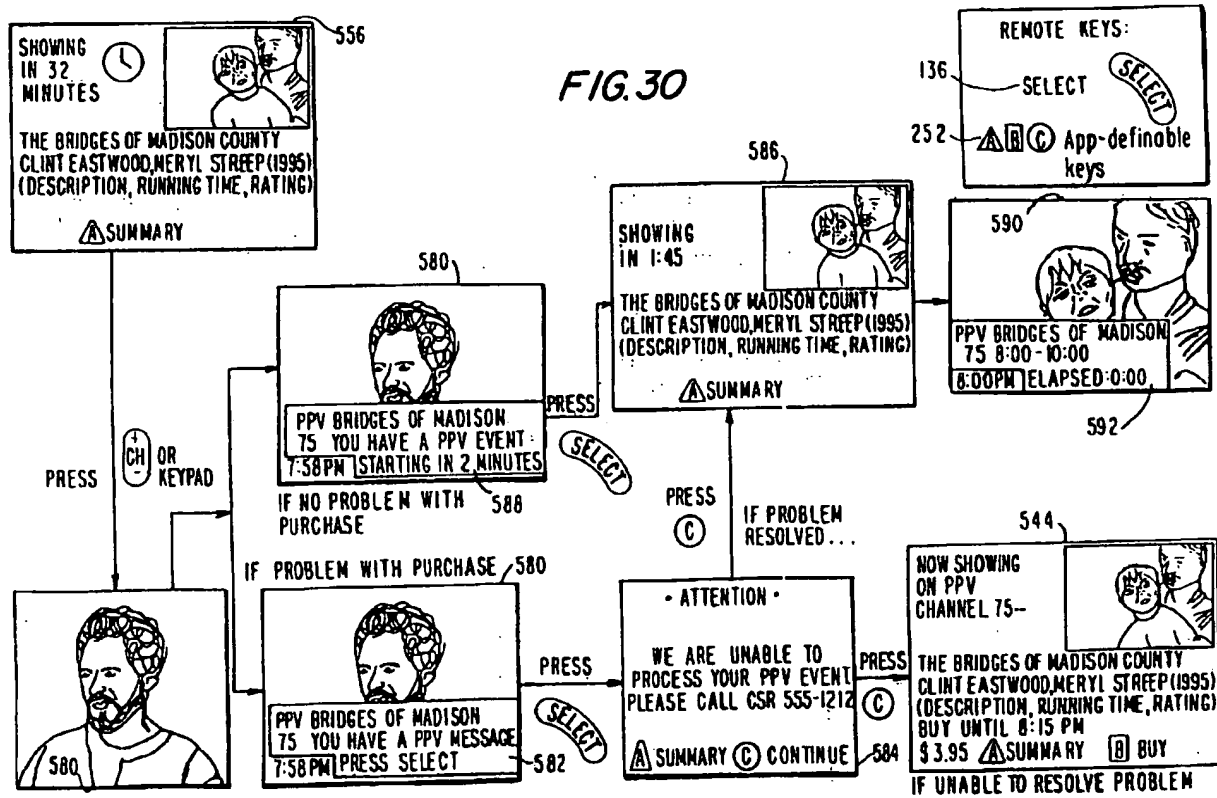 556
SHOWING
IN 32
MINUTES
THE BRIDGES OF MADISON COUNTY
CLINT EASTWOOD,MERYL STREEP(1995)
(DESCRIPTION, RUNNING TIME, RATING)
A SUMMARY
FIG.30
REMOTE KEYS:
136
SELECT
SELECT
252
A B C App-definable
keys
PRESS
+
CH
-
OR
KEYPAD
580
580
PPV BRIDGES OF MADISON
75 YOU HAVE A PPV EVENT
7:58PM STARTING IN 2 MINUTES
588
IF NO PROBLEM WITH
PURCHASE
PRESS
SELECT
586
SHOWING
IN 1:45
THE BRIDGES OF MADISON COUNTY
CLINT EASTWOOD,MERYL STREEP(1995)
(DESCRIPTION, RUNNING TIME, RATING)
A SUMMARY
590
PPV BRIDGES OF MADISON
75 8:00-10:00
8:00PM ELAPSED:0:00
592
IF PROBLEM WITH PURCHASE
580
PPV BRIDGES OF MADISON
75 YOU HAVE A PPV MESSAGE
7:58PM PRESS SELECT
582
PRESS
SELECT
PRESS
C
IF PROBLEM
RESOLVED...
• ATTENTION •
WE ARE UNABLE TO
PROCESS YOUR PPV EVENT
PLEASE CALL CSR 555-1212
A SUMMARY C CONTINUE
584
PRESS
C
544
NOW SHOWING
ON PPV
CHANNEL 75--
THE BRIDGES OF MADISON COUNTY
CLINT EASTWOOD,MERYL STREEP(1995)
(DESCRIPTION, RUNNING TIME, RATING)
BUY UNTIL 8:15 PM
$3.95 A SUMMARY B BUY
IF UNABLE TO RESOLVE PROBLEM